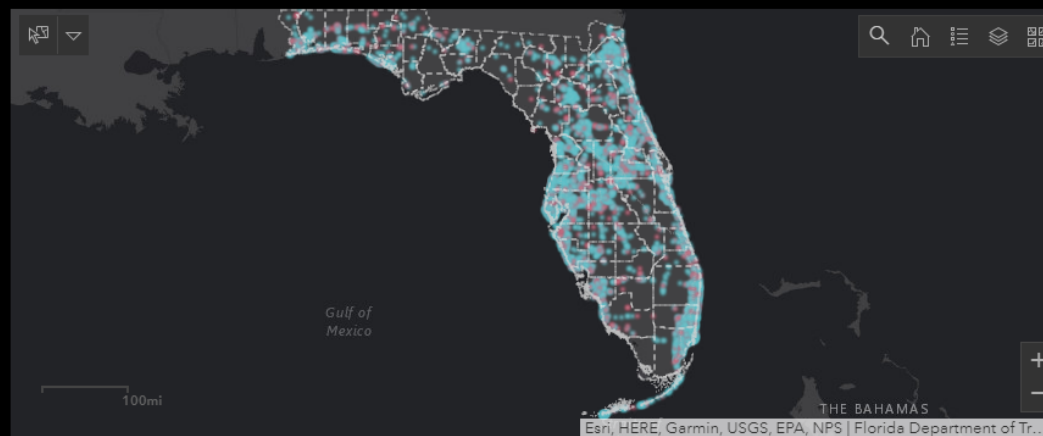 Gulf of
Mexico
100mi
THE BAHAMAS
Esri, HERE, Garmin, USGS, EPA, NPS | Florida Department of Tr...